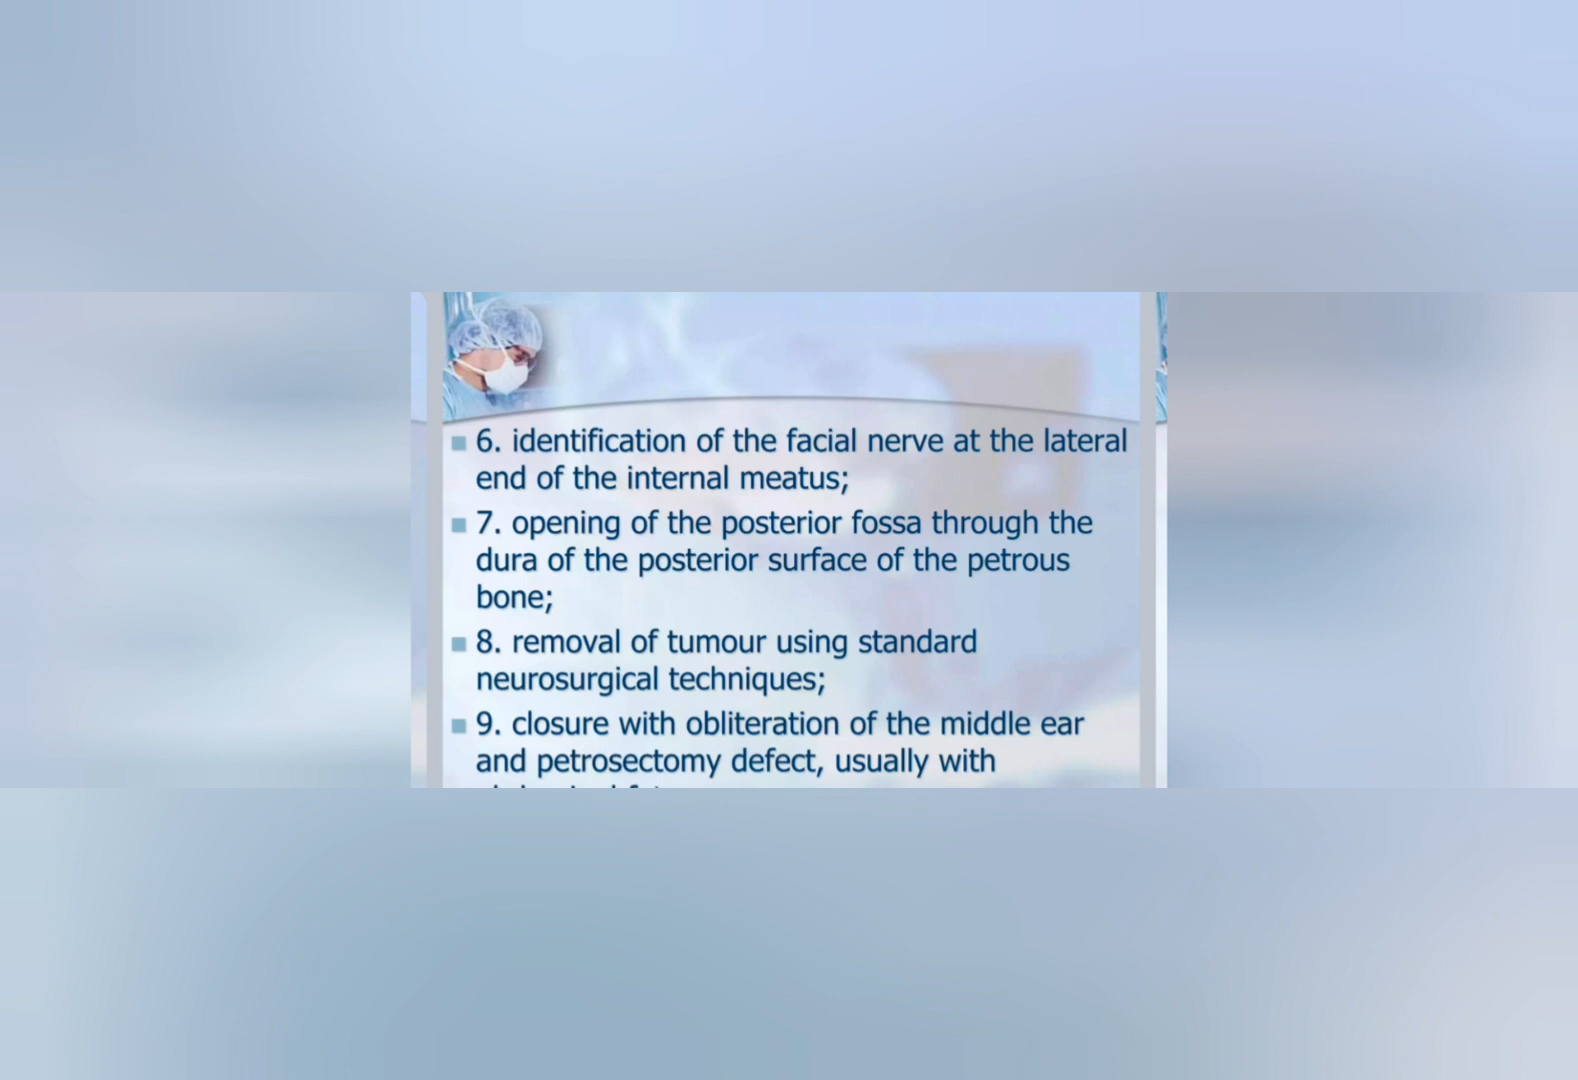 6. identification of the facial nerve at the lateral
end of the internal meatus;
7. opening of the posterior fossa through the
dura of the posterior surface of the petrous
bone;
8. removal of tumour using standard
neurosurgical techniques;
9. closure with obliteration of the middle ear
and petrosectomy defect, usually with